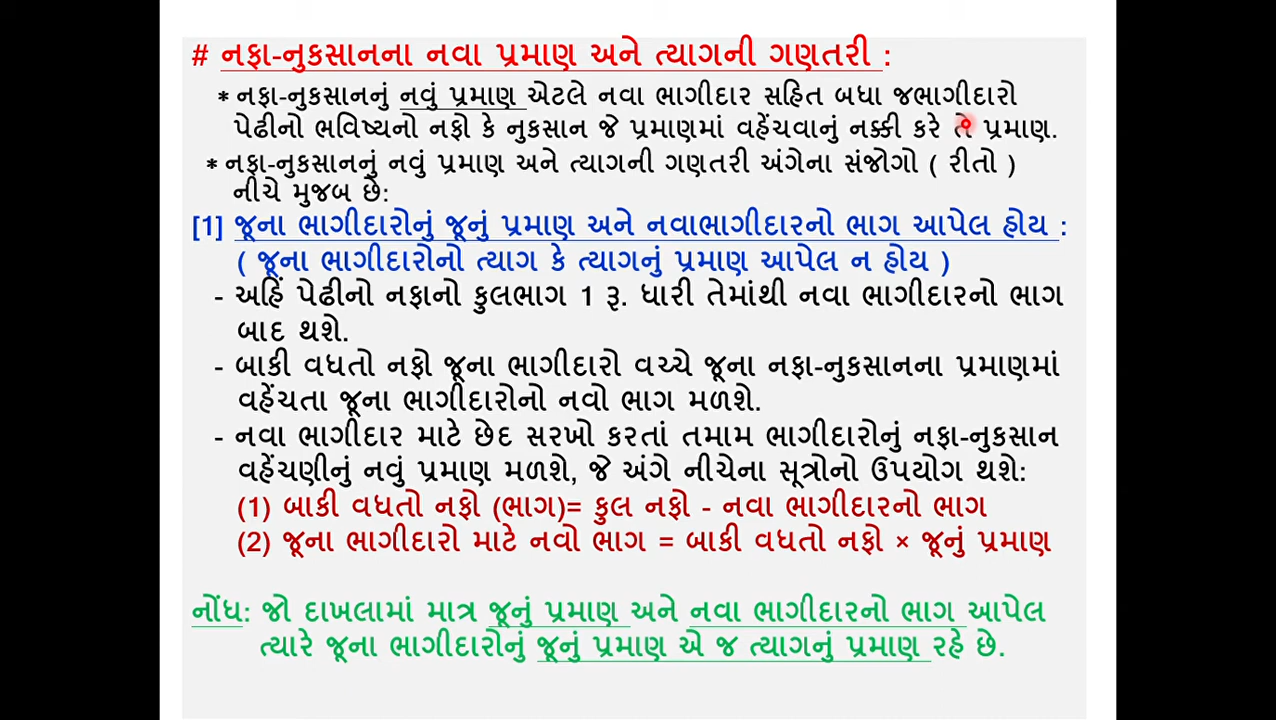 # નફા-નુકસાનના નવા પ્રમાણ અને ત્યાગની ગણતરી :
* નફા-નુકસાનનું નવું પ્રમાણ એટલે નવા ભાગીદાર સહિત બધા જભાગીદારો
પેઢીનો ભવિષ્યનો નફો કે નુકસાન જે પ્રમાણમાં વહેંચવાનું નક્કી કરે તે પ્રમાણ.
* નફા-નુકસાનનું નવું પ્રમાણ અને ત્યાગની ગણતરી અંગેના સંજોગો ( રીતો )
નીચે મુજબ છે:
[1] જૂના ભાગીદારોનું જૂનું પ્રમાણ અને નવાભાગીદારનો ભાગ આપેલ હોય :
( જૂના ભાગીદારોનો ત્યાગ કે ત્યાગનું પ્રમાણ આપેલ ન હોય )
- અહિં પેઢીનો નફાનો કુલભાગ 1 રૂ. ધારી તેમાંથી નવા ભાગીદારનો ભાગ
બાદ થશે.
- બાકી વધતો નફો જૂના ભાગીદારો વચ્ચે જૂના નફા-નુકસાનના પ્રમાણમાં
વહેંચતા જૂના ભાગીદારોનો નવો ભાગ મળશે.
- નવા ભાગીદાર માટે છેદ સરખો કરતાં તમામ ભાગીદારોનું નફા-નુકસાન
વહેંચણીનું નવું પ્રમાણ મળશે, જે અંગે નીચેના સૂત્રોનો ઉપયોગ થશે:
(1) બાકી વધતો નફો (ભાગ)= કુલ નફો - નવા ભાગીદારનો ભાગ
(2) જૂના ભાગીદારો માટે નવો ભાગ = બાકી વધતો નફો × જૂનું પ્રમાણ
નોંધ: જો દાખલામાં માત્ર જૂનું પ્રમાણ અને નવા ભાગીદારનો ભાગ આપેલ
ત્યારે જૂના ભાગીદારોનું જૂનું પ્રમાણ એ જ ત્યાગનું પ્રમાણ રહે છે.